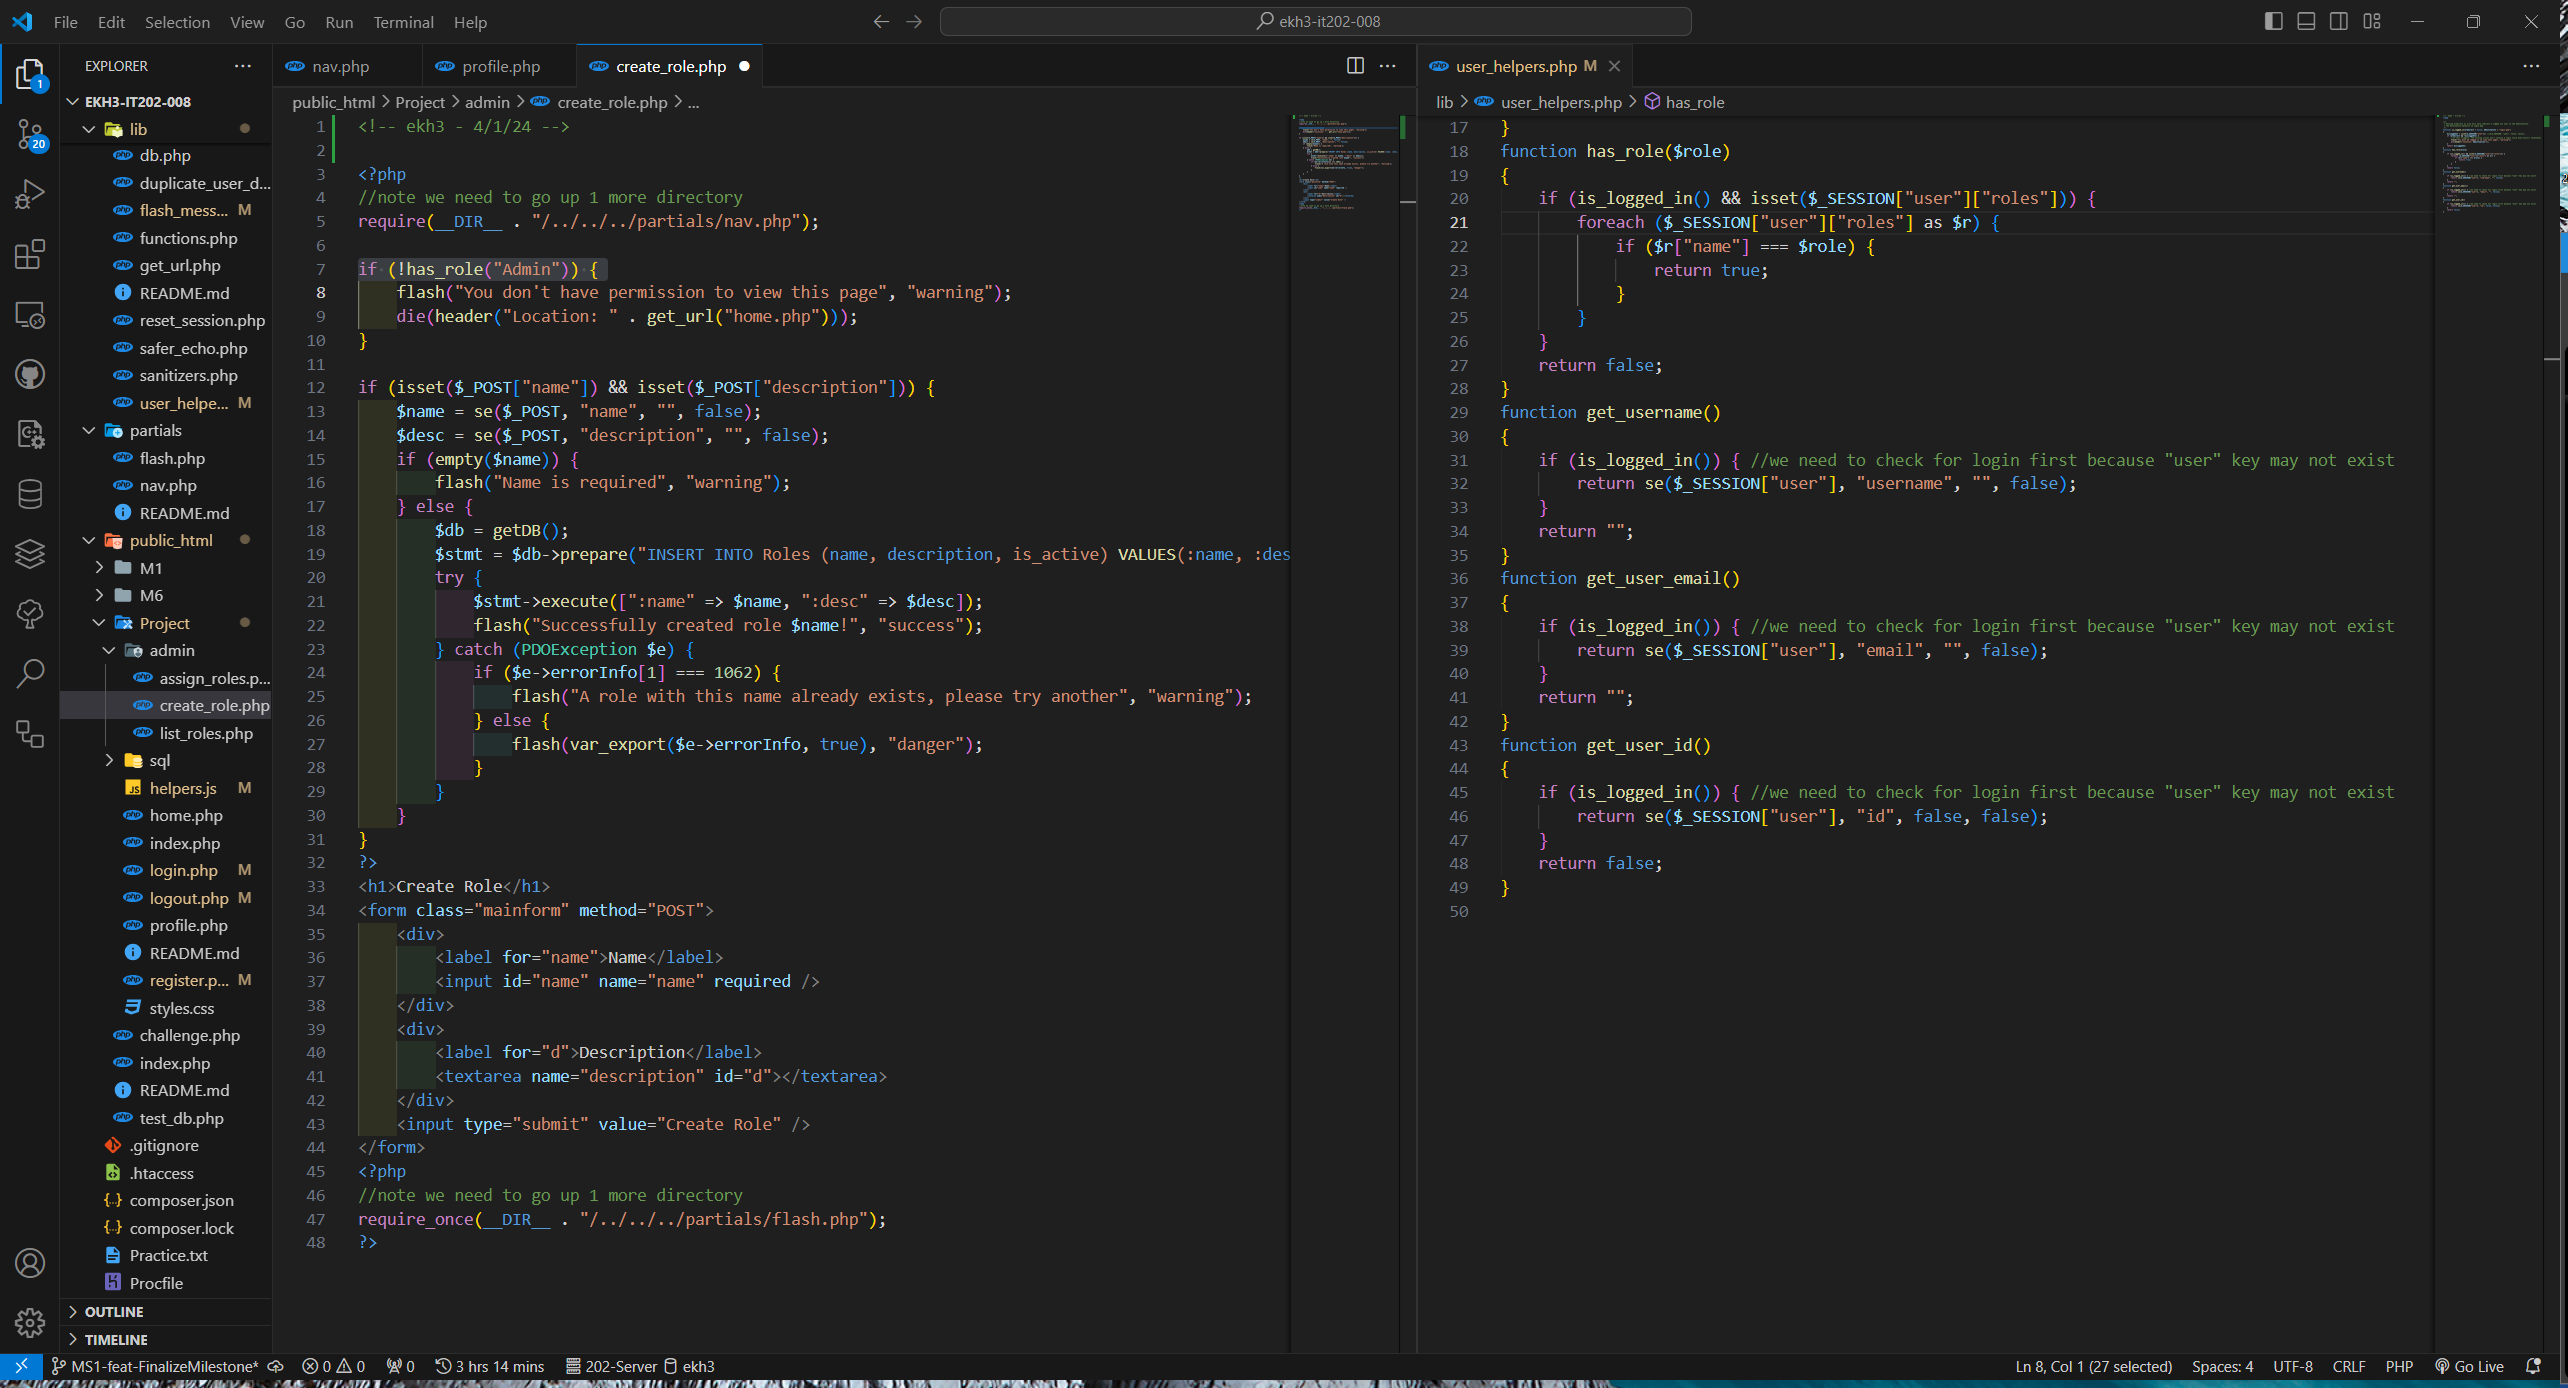 File Edit Selection View Go Run Terminal Help
ekh3-it202-008
EXPLORER
EKH3-IT202-008
lib
db.php
duplicate_user_d...
flash_mess... M
functions.php
get_url.php
README.md
reset_session.php
safer_echo.php
sanitizers.php
user_helpe... M
partials
flash.php
nav.php
README.md
public_html
M1
M6
Project
admin
assign_roles.p...
create_role.php
list_roles.php
sql
helpers.js M
home.php
index.php
login.php M
logout.php M
profile.php
README.md
register.p... M
styles.css
challenge.php
index.php
README.md
test_db.php
.gitignore
.htaccess
composer.json
composer.lock
Practice.txt
Procfile
OUTLINE
TIMELINE
1
20
nav.php profile.php create_role.php
public_html > Project > admin > create_role.php > ...
1 <!-- ekh3 - 4/1/24 -->
2
3 <?php
4 //note we need to go up 1 more directory
5 require(__DIR__ . "/../../../partials/nav.php");
6
7 if (!has_role("Admin")) {
8 flash("You don't have permission to view this page", "warning");
9 die(header("Location: " . get_url("home.php")));
10 }
11
12 if (isset($_POST["name"]) && isset($_POST["description"])) {
13 $name = se($_POST, "name", "", false);
14 $desc = se($_POST, "description", "", false);
15 if (empty($name)) {
16 flash("Name is required", "warning");
17 } else {
18 $db = getDB();
19 $stmt = $db->prepare("INSERT INTO Roles (name, description, is_active) VALUES(:name, :des
20 try {
21 $stmt->execute([":name" => $name, ":desc" => $desc]);
22 flash("Successfully created role $name!", "success");
23 } catch (PDOException $e) {
24 if ($e->errorInfo[1] === 1062) {
25 flash("A role with this name already exists, please try another", "warning");
26 } else {
27 flash(var_export($e->errorInfo, true), "danger");
28 }
29 }
30 }
31 }
32 ?>
33 <h1>Create Role</h1>
34 <form class="mainform" method="POST">
35 <div>
36 <label for="name">Name</label>
37 <input id="name" name="name" required />
38 </div>
39 <div>
40 <label for="d">Description</label>
41 <textarea name="description" id="d"></textarea>
42 </div>
43 <input type="submit" value="Create Role" />
44 </form>
45 <?php
46 //note we need to go up 1 more directory
47 require_once(__DIR__ . "/../../../partials/flash.php");
48 ?>
user_helpers.php M
lib > user_helpers.php > has_role
17 }
18 function has_role($role)
19 {
20 if (is_logged_in() && isset($_SESSION["user"]["roles"])) {
21 foreach ($_SESSION["user"]["roles"] as $r) {
22 if ($r["name"] === $role) {
23 return true;
24 }
25 }
26 }
27 return false;
28 }
29 function get_username()
30 {
31 if (is_logged_in()) { //we need to check for login first because "user" key may not exist
32 return se($_SESSION["user"], "username", "", false);
33 }
34 return "";
35 }
36 function get_user_email()
37 {
38 if (is_logged_in()) { //we need to check for login first because "user" key may not exist
39 return se($_SESSION["user"], "email", "", false);
40 }
41 return "";
42 }
43 function get_user_id()
44 {
45 if (is_logged_in()) { //we need to check for login first because "user" key may not exist
46 return se($_SESSION["user"], "id", false, false);
47 }
48 return false;
49 }
50
MS1-feat-FinalizeMilestone* 0 0 0 3 hrs 14 mins 202-Server ekh3 Ln 8, Col 1 (27 selected) Spaces: 4 UTF-8 CRLF PHP Go Live